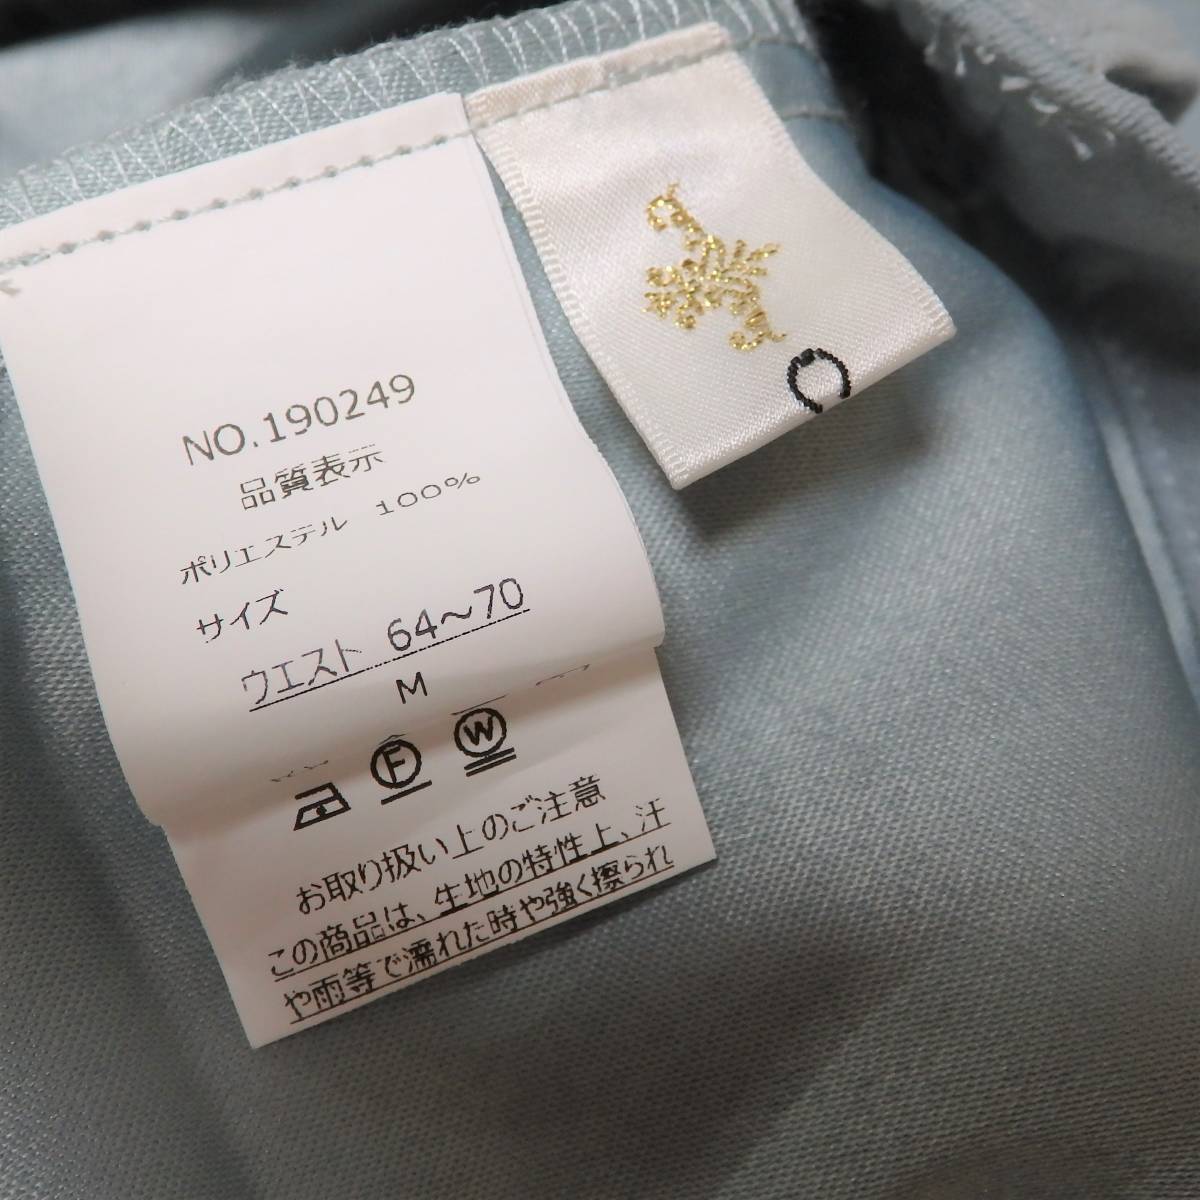 NO.190249
品質表示
ポリエステル 100%
サイズ
ウエスト 64〜70
M
F W
お取り扱い上のご注意
この商品は、生地の特性上、汗
や雨等で濡れた時や強く擦られ